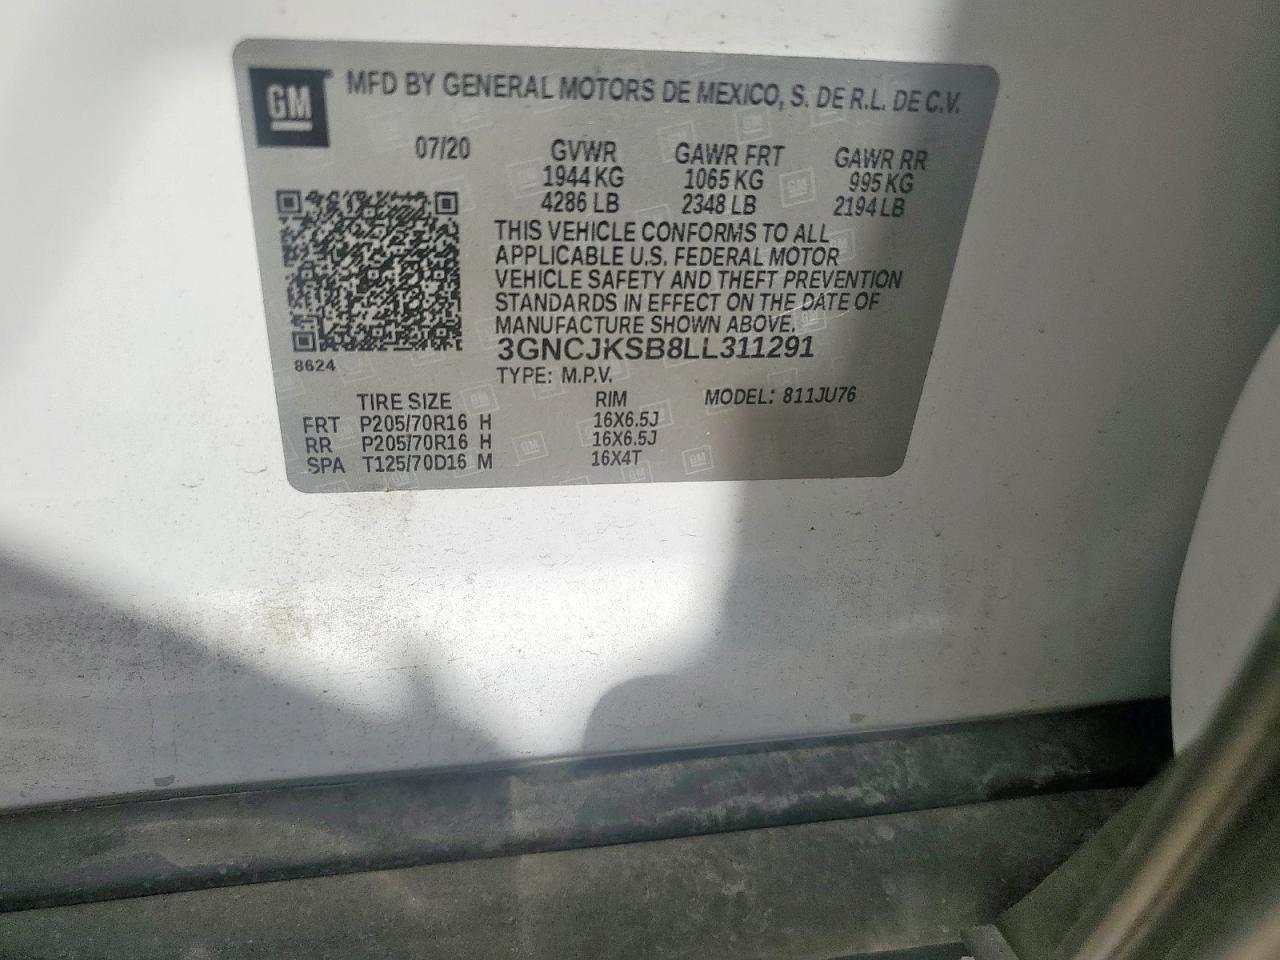 GM MFD BY GENERAL MOTORS DE MEXICO, S. DE R.L. DE C.V.
07/20 GVWR GAWR FRT GAWR RR
1944 KG 1065 KG 995 KG
4286 LB 2348 LB 2194 LB
THIS VEHICLE CONFORMS TO ALL
APPLICABLE U.S. FEDERAL MOTOR
VEHICLE SAFETY AND THEFT PREVENTION
STANDARDS IN EFFECT ON THE DATE OF
MANUFACTURE SHOWN ABOVE.
3GNCJKSB8LL311291
8624
TYPE: M.P.V.
TIRE SIZE RIM MODEL: 811JU76
FRT P205/70R16 H 16X6.5J
RR P205/70R16 H 16X6.5J
SPA T125/70D16 M 16X4T